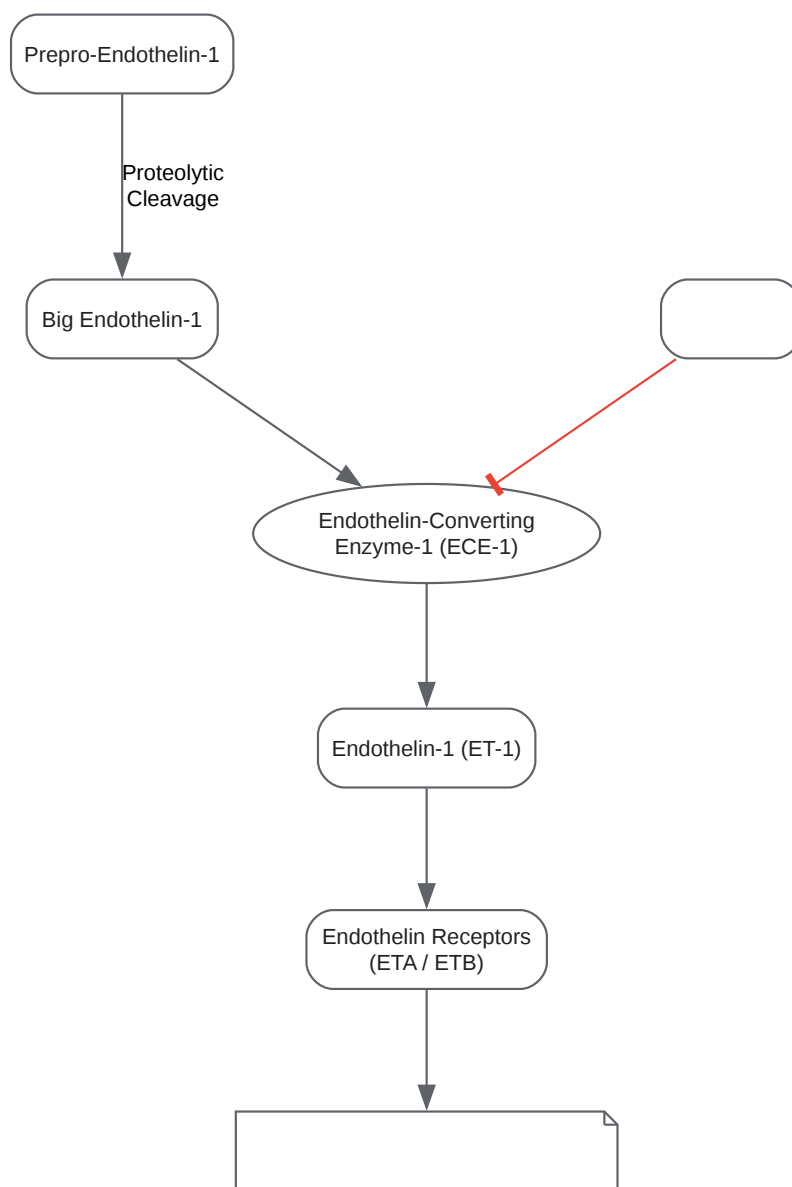 Prepro-Endothelin-1
Proteolytic
Cleavage
Big Endothelin-1
Endothelin-Converting
Enzyme-1 (ECE-1)
Endothelin-1 (ET-1)
Endothelin Receptors
(ETA / ETB)